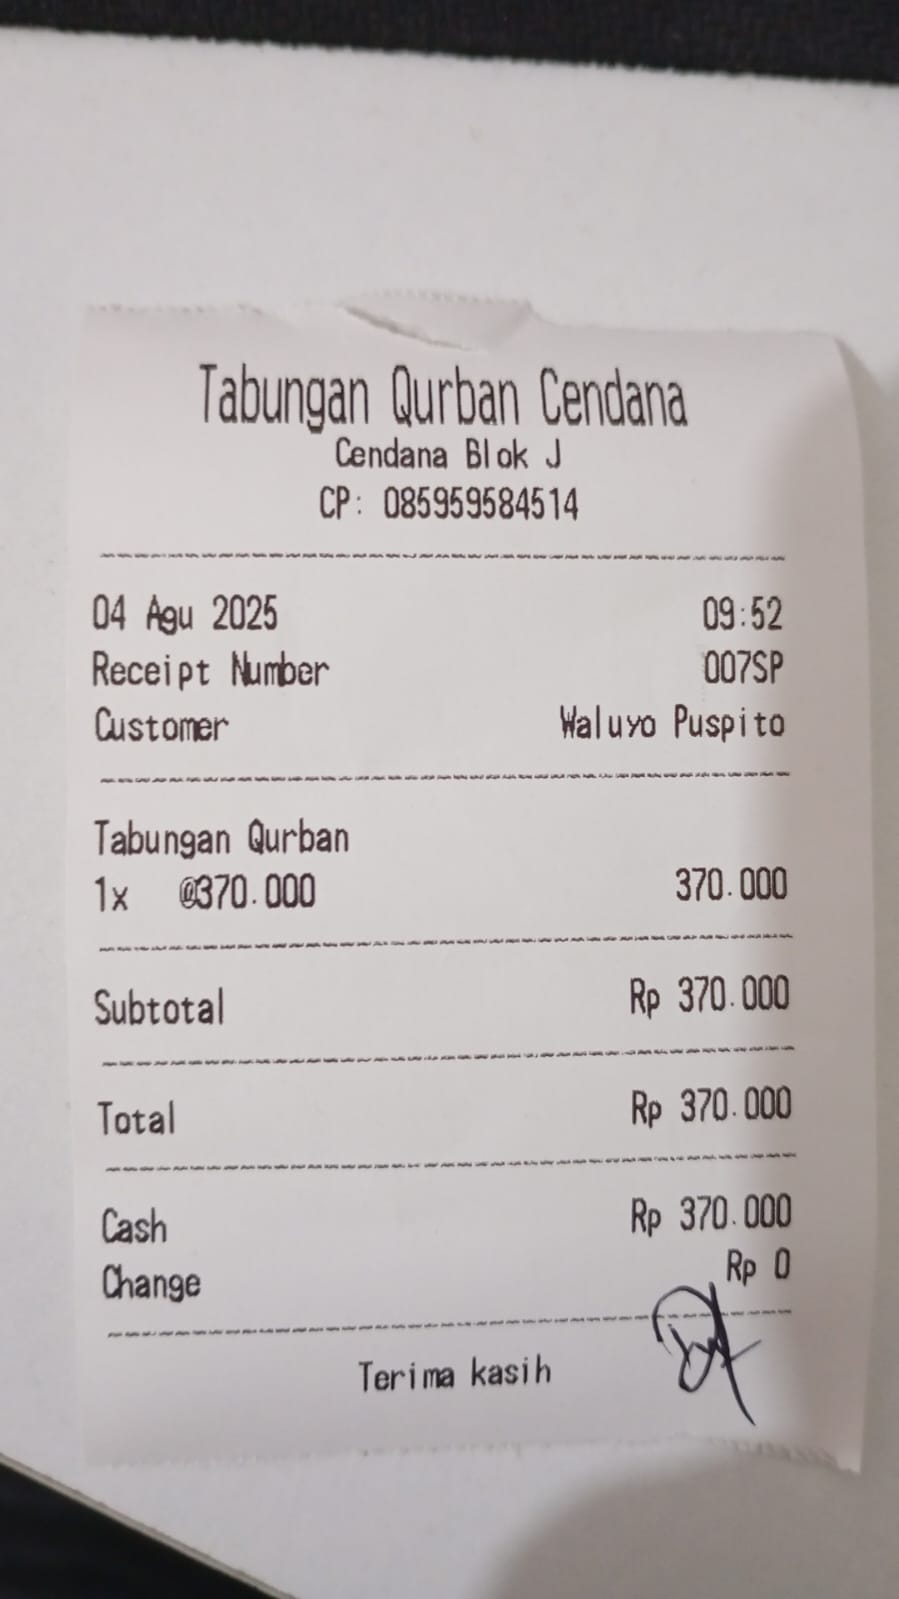 Tabungan Qurban Cendana
Cendana Blok J
CP: 085959584514
04 Agu 2025 09:52
Receipt Number 007SP
Customer Waluyo Puspito
Tabungan Qurban
1x @370.000 370.000
Subtotal Rp 370.000
Total Rp 370.000
Cash Rp 370.000
Change Rp 0
Terima kasih